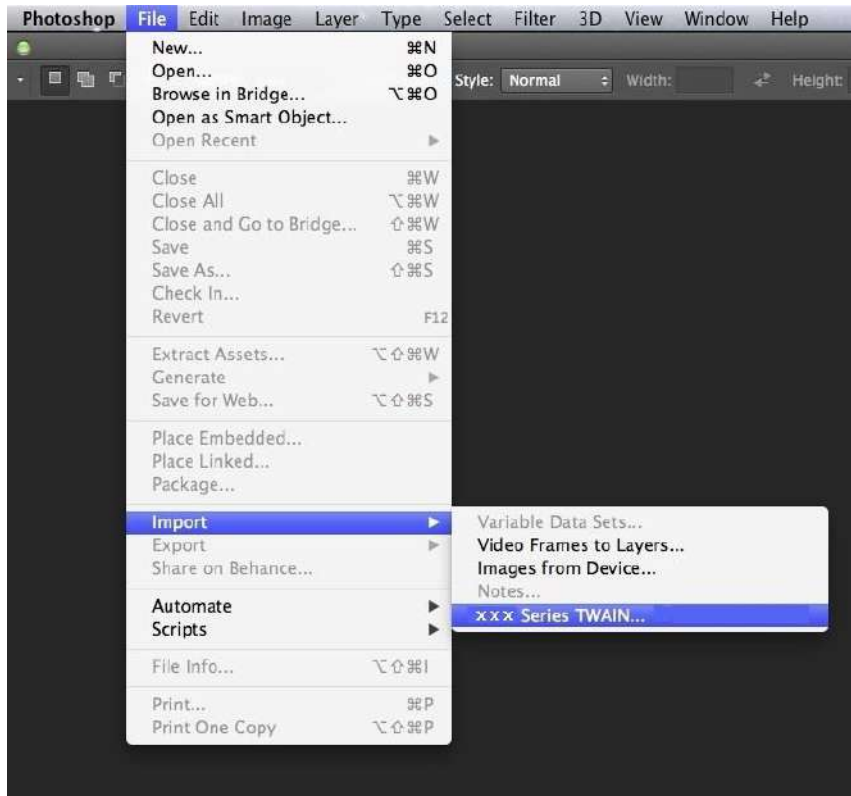 Photoshop File Edit Image Layer Type Select Filter 3D View Window Help
Style: Normal Width: Height:
New... ⌘N
Open... ⌘O
Browse in Bridge... ⌥⌘O
Open as Smart Object...
Open Recent
Close ⌘W
Close All ⌥⌘W
Close and Go to Bridge... ⇧⌘W
Save ⌘S
Save As... ⇧⌘S
Check In...
Revert F12
Extract Assets... ⌥⇧⌘W
Generate
Save for Web... ⌥⇧⌘S
Place Embedded...
Place Linked...
Package...
Import
Export
Share on Behance...
Automate
Scripts
File Info... ⌥⇧⌘I
Print... ⌘P
Print One Copy ⌥⇧⌘P
Variable Data Sets...
Video Frames to Layers...
Images from Device...
Notes...
xxx Series TWAIN...